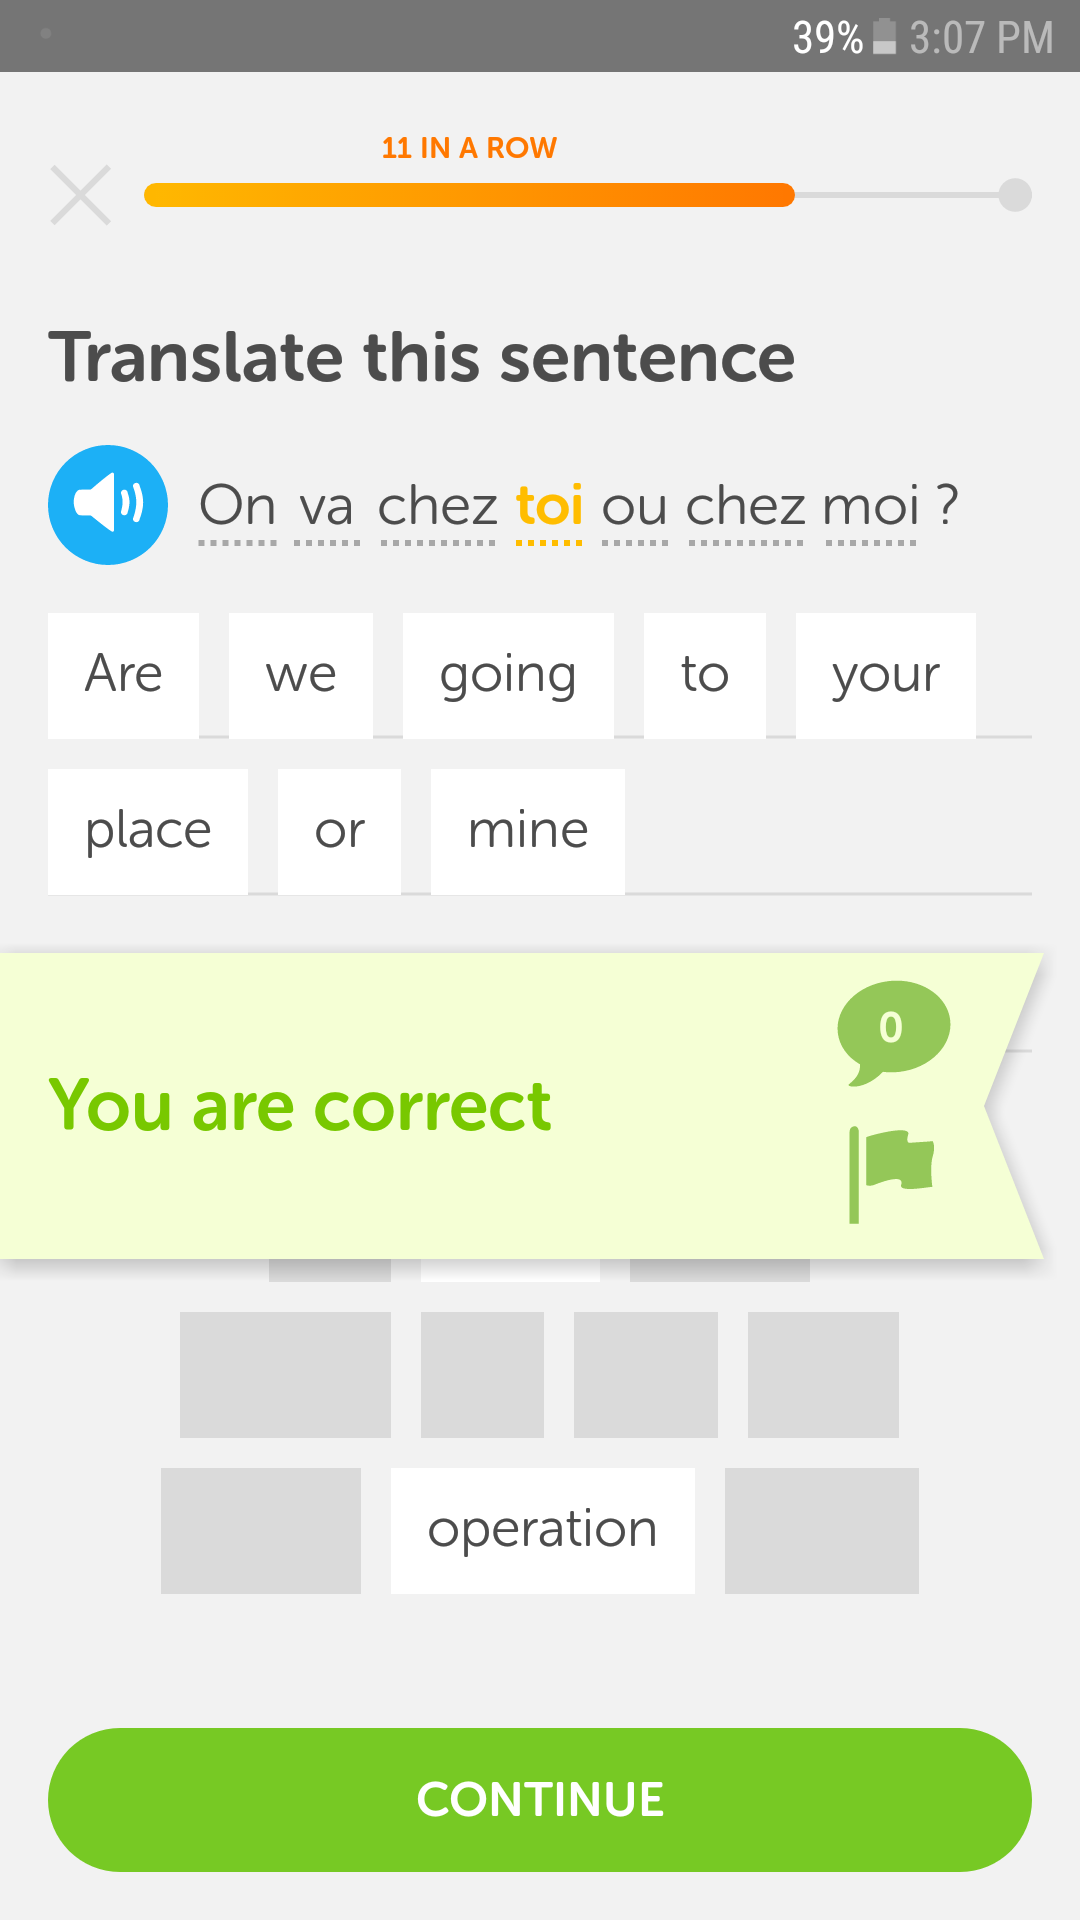 39% 3:07 PM
11 IN A ROW
Translate this sentence
On va chez toi ou chez moi ?
Are we going to your
place or mine
0
You are correct
operation
CONTINUE